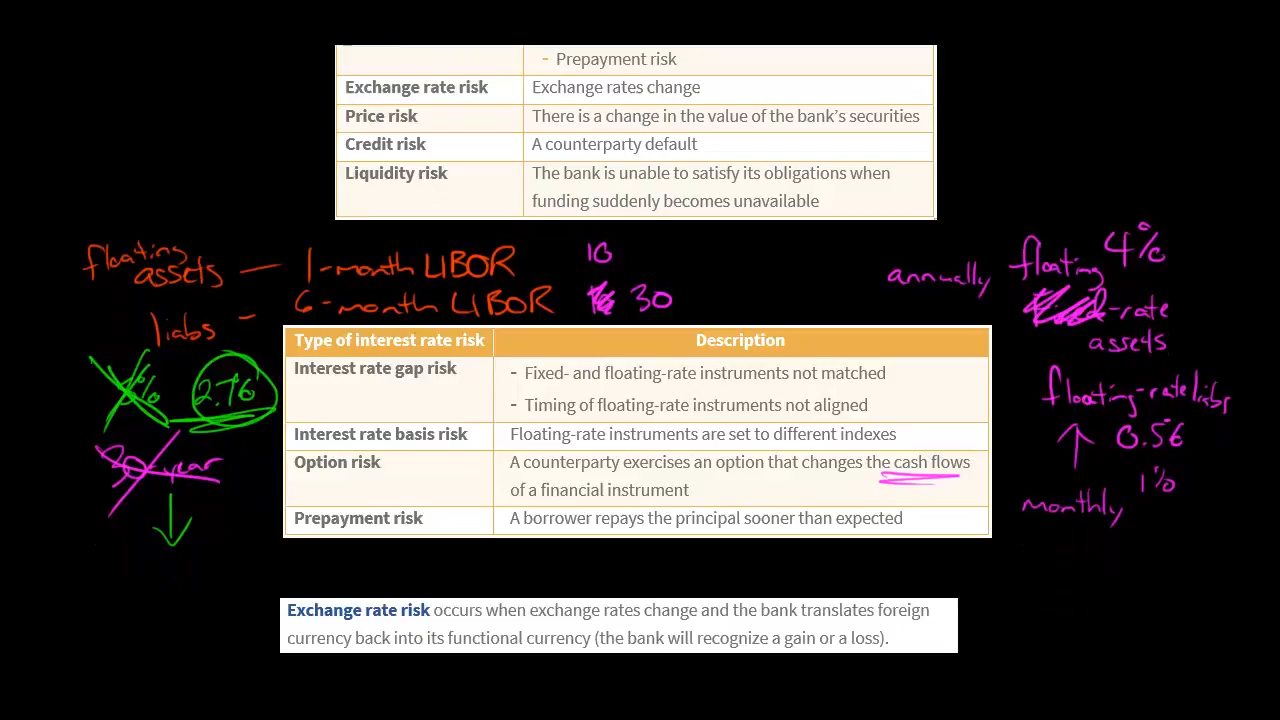 - Prepayment risk
Exchange rate risk Exchange rates change
Price risk There is a change in the value of the bank's securities
Credit risk A counterparty default
Liquidity risk The bank is unable to satisfy its obligations when
funding suddenly becomes unavailable
floating
assets — 1-month LIBOR 10
6-month LIBOR 30
liabs -
annually floating 4%
-rate
assets
Type of interest rate risk Description
Interest rate gap risk - Fixed- and floating-rate instruments not matched
- Timing of floating-rate instruments not aligned
Interest rate basis risk Floating-rate instruments are set to different indexes
Option risk A counterparty exercises an option that changes the cash flows
of a financial instrument
Prepayment risk A borrower repays the principal sooner than expected
2.76
30-year
floating-rate liabs
0.56
1%
monthly
Exchange rate risk occurs when exchange rates change and the bank translates foreign
currency back into its functional currency (the bank will recognize a gain or a loss).